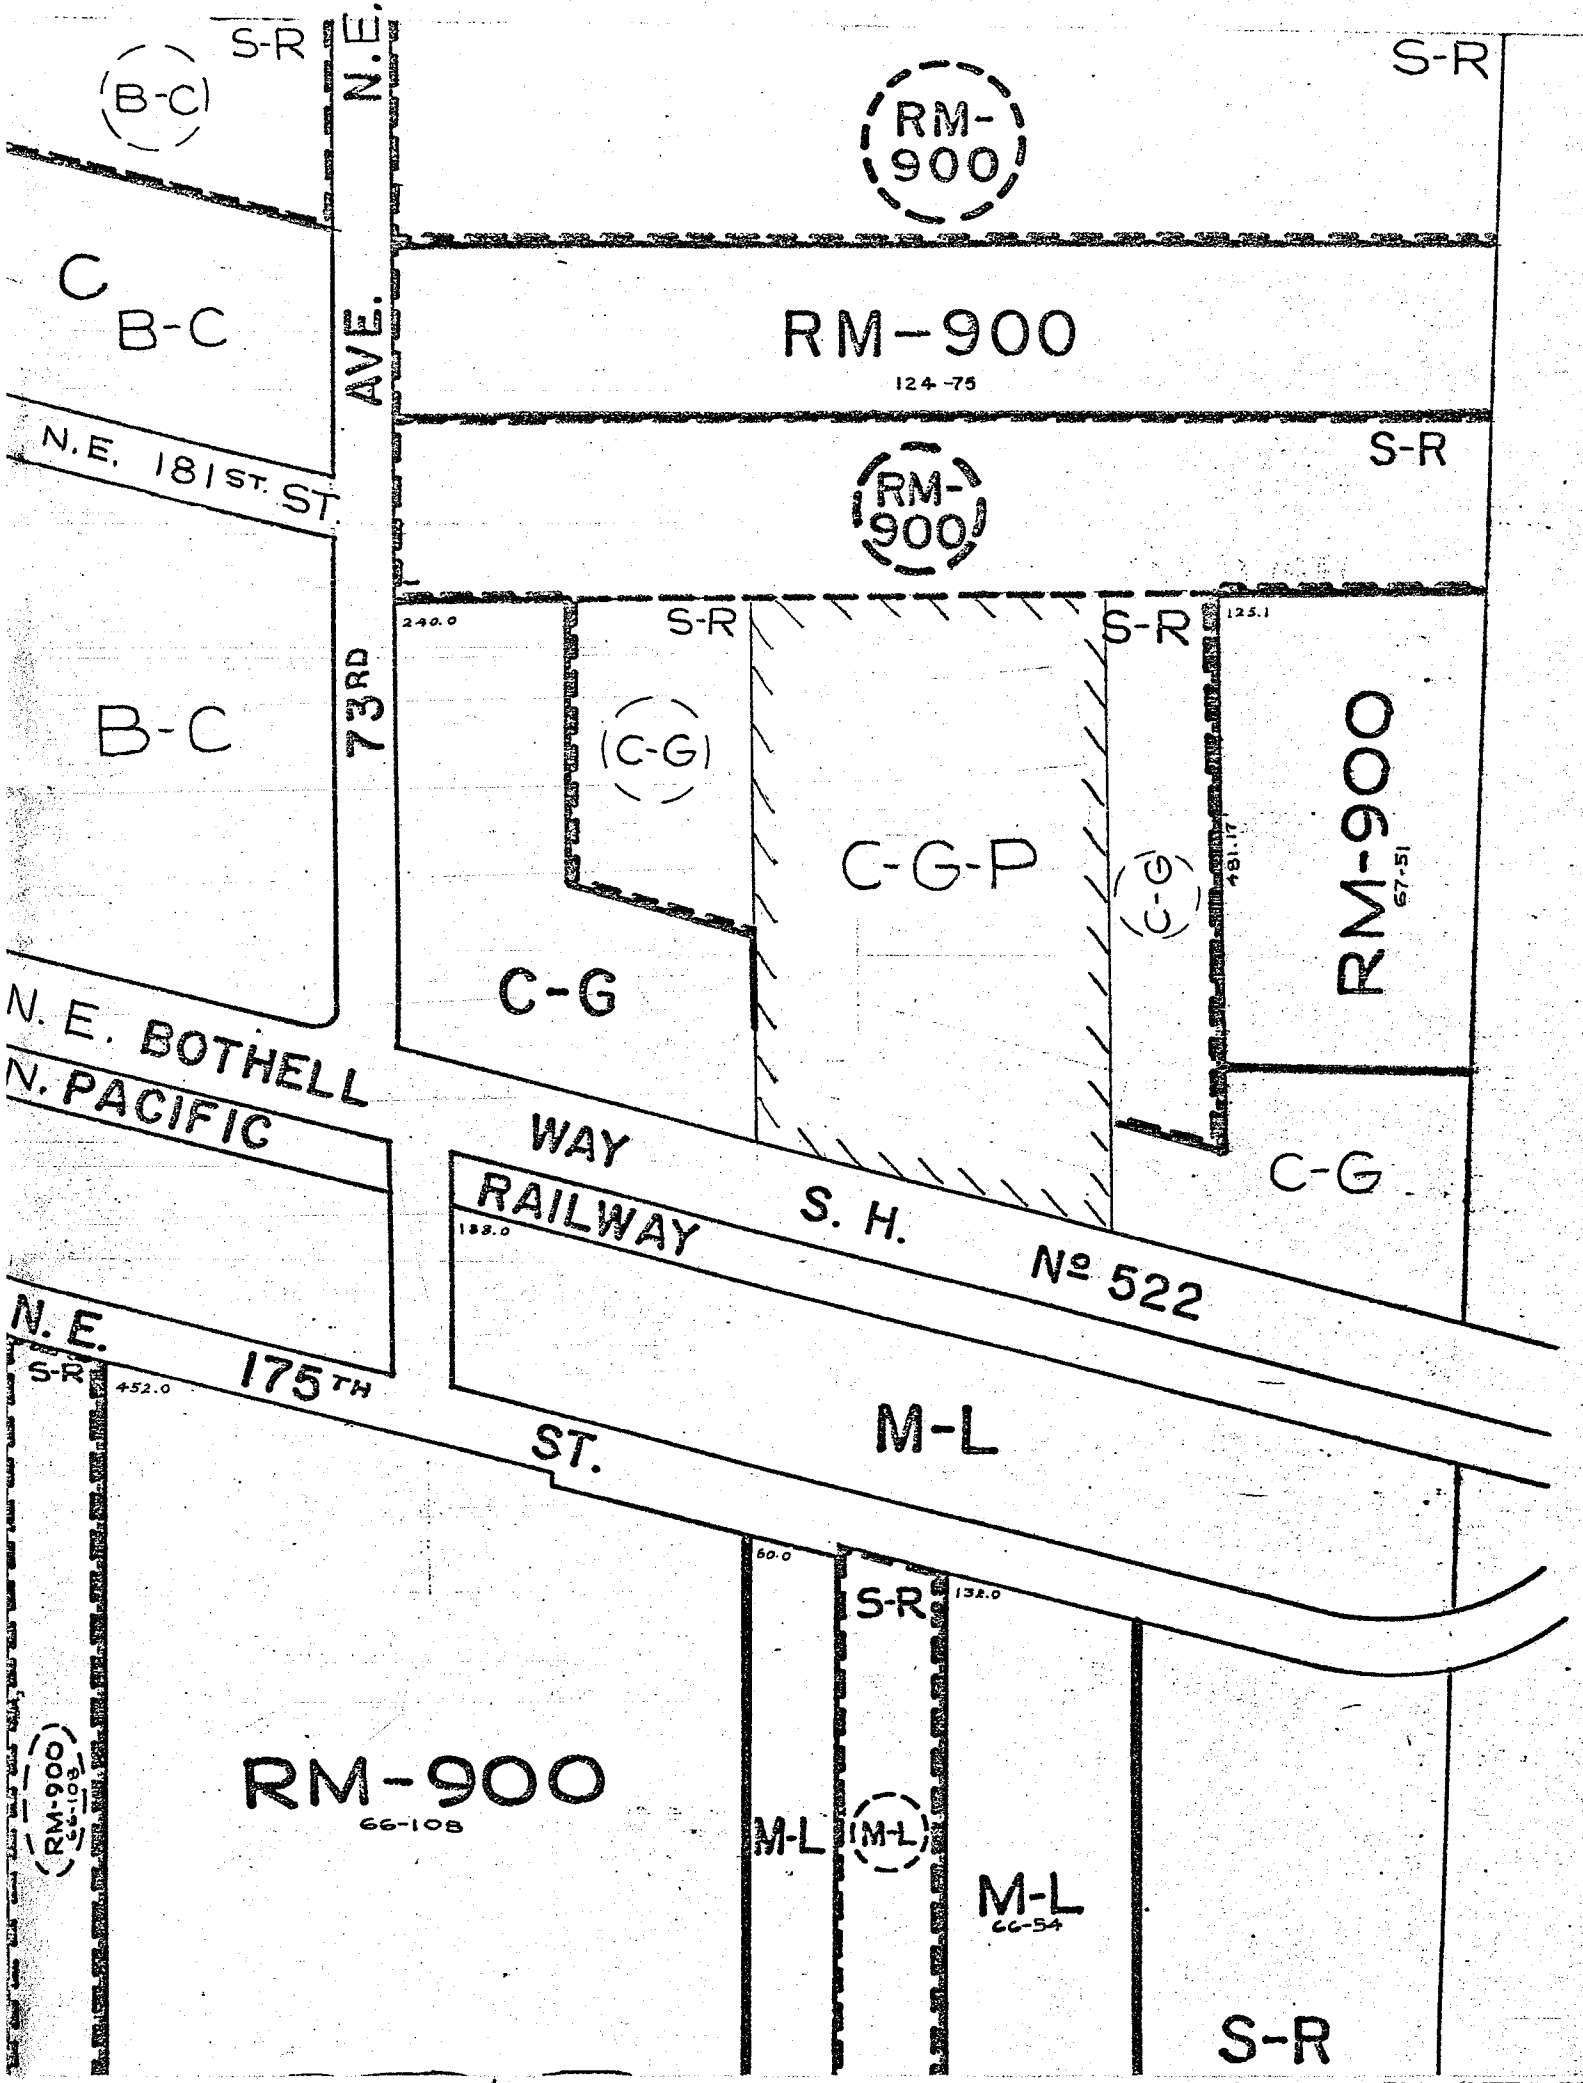 S-R
B-C
N.E.
RM-
900
S-R
C
B-C
AVE.
RM-900
124-75
N.E. 181ST. ST.
S-R
RM-
900
240.0
S-R
S-R
125.1
73RD
B-C
C-G
C-G-P
C-G
481.17'
RM-900
67-51
C-G
N. E. BOTHELL
WAY
S. H.
Nº 522
N. PACIFIC
RAILWAY
C-G
133.0
N. E.
175TH
ST.
S-R
452.0
M-L
60.0
S-R
132.0
RM-900
66-108
RM-900
66-108
M-L
M-L
M-L
66-54
S-R